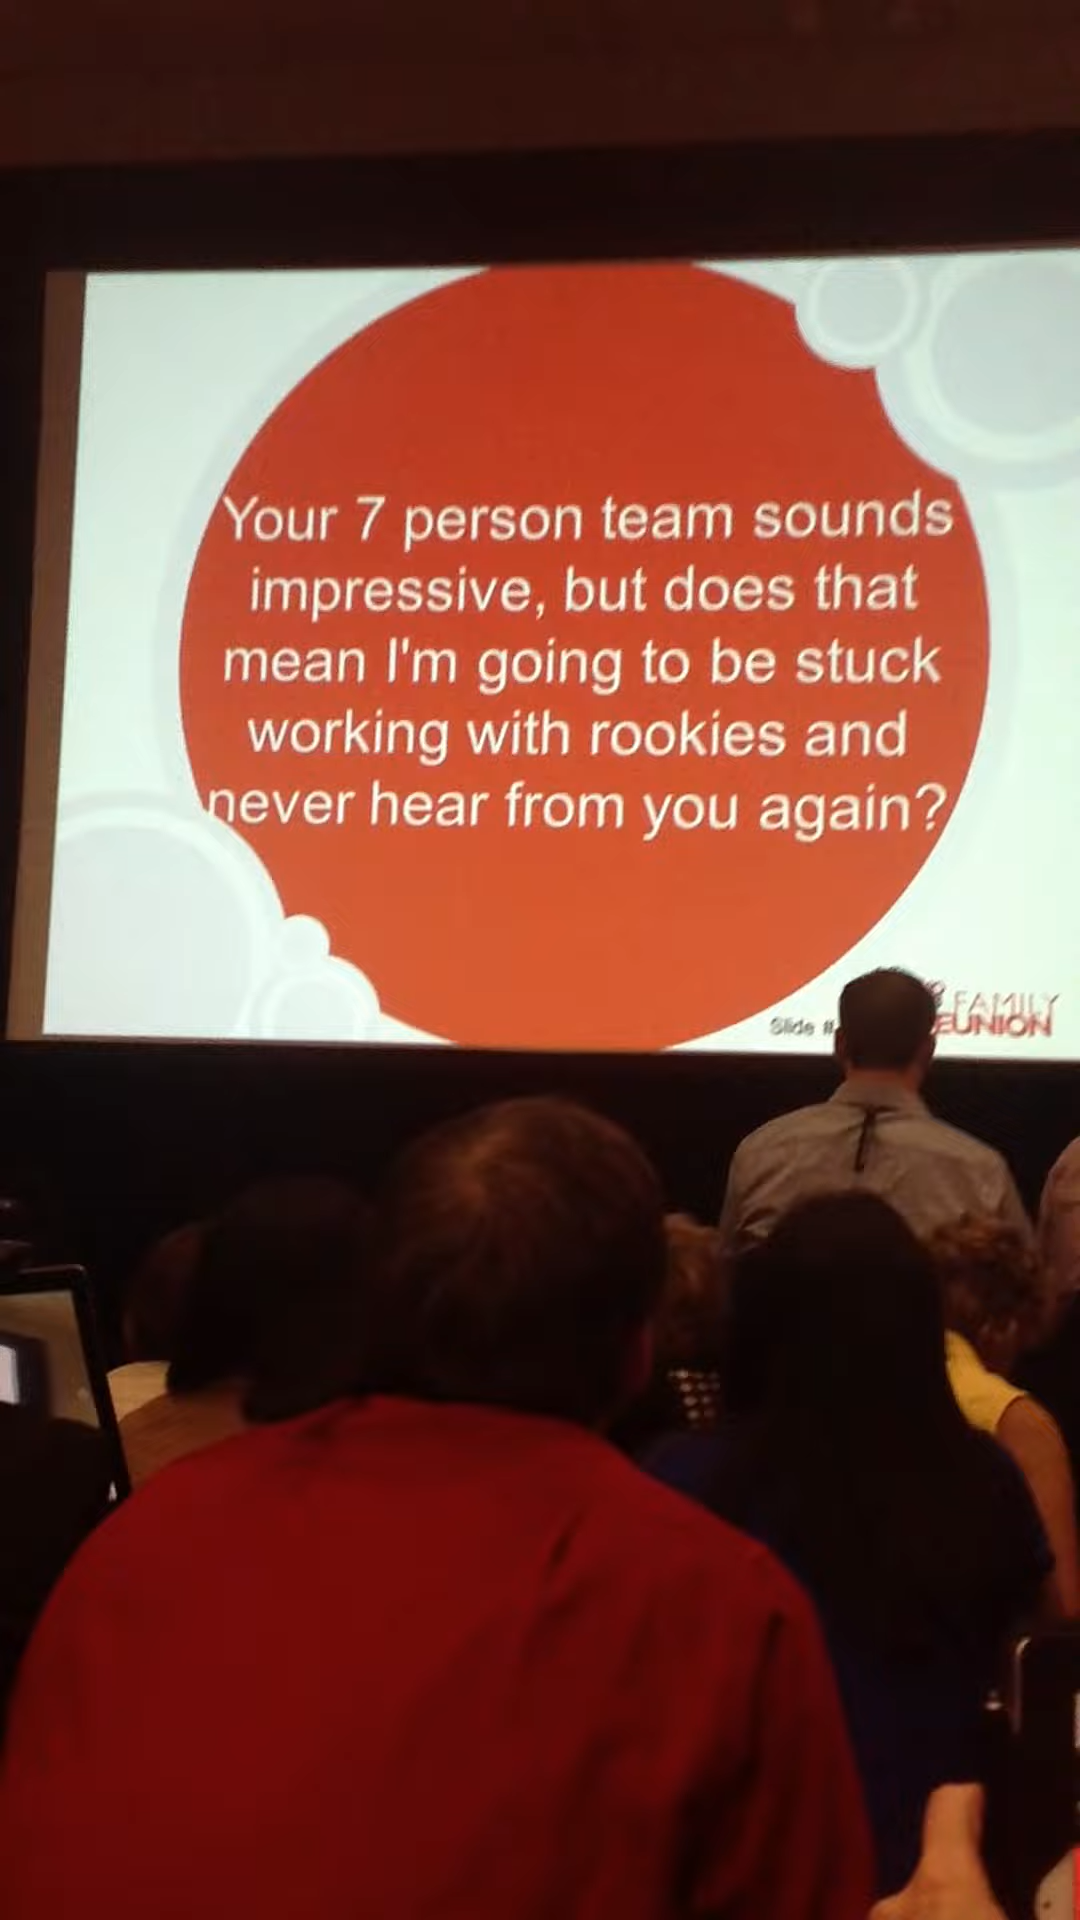 Your 7 person team sounds
impressive, but does that
mean I'm going to be stuck
working with rookies and
never hear from you again?
Slide #
FAMILY
EUNION